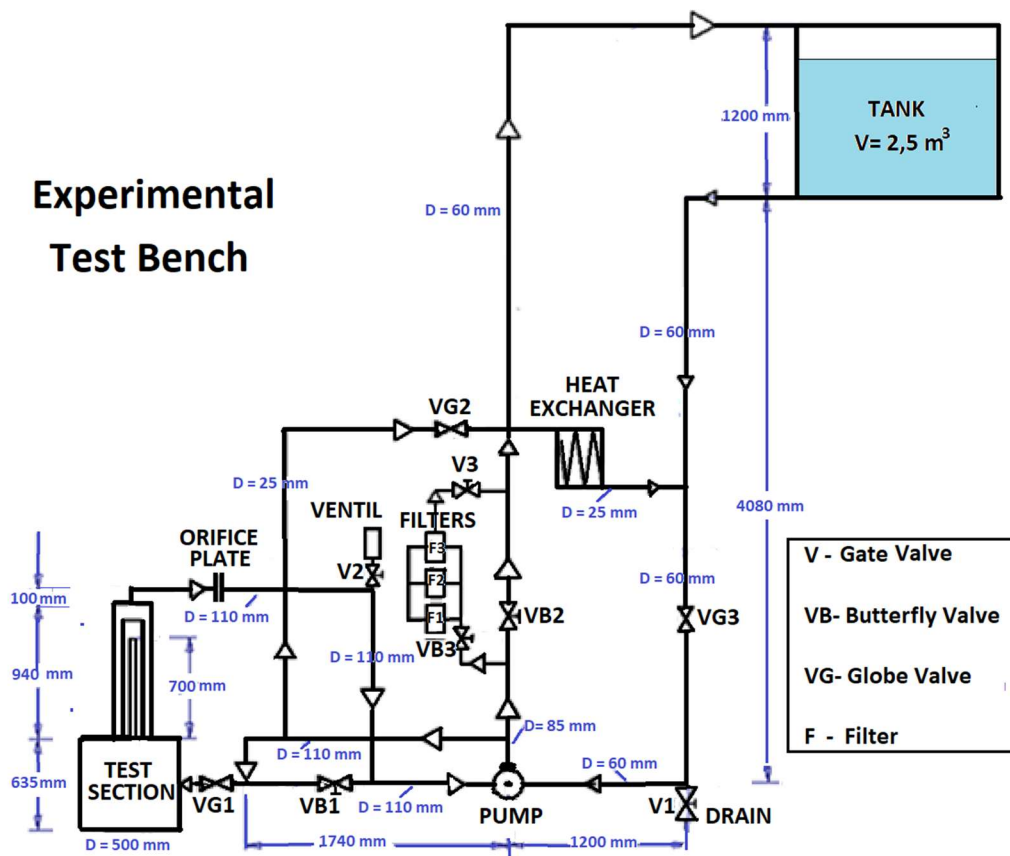 Experimental
Test Bench
TANK
V= 2,5 m³
1200 mm
D = 60 mm
D = 60 mm
HEAT
EXCHANGER
VG2
V3
D = 25 mm
VENTIL
FILTERS
D = 25 mm
4080 mm
ORIFICE
PLATE
F3
V2
F2
D =60 mm
100mm
D = 110 mm
F1
VB2
VG3
VB3
D = 110 mm
940 mm
700 mm
D= 85 mm
D = 110 mm
TEST
SECTION
635mm
VG1
VB1
D = 110 mm
PUMP
D = 60 mm
V1
DRAIN
D = 500 mm
1740 mm
1200 mm
V - Gate Valve
VB- Butterfly Valve
VG- Globe Valve
F - Filter